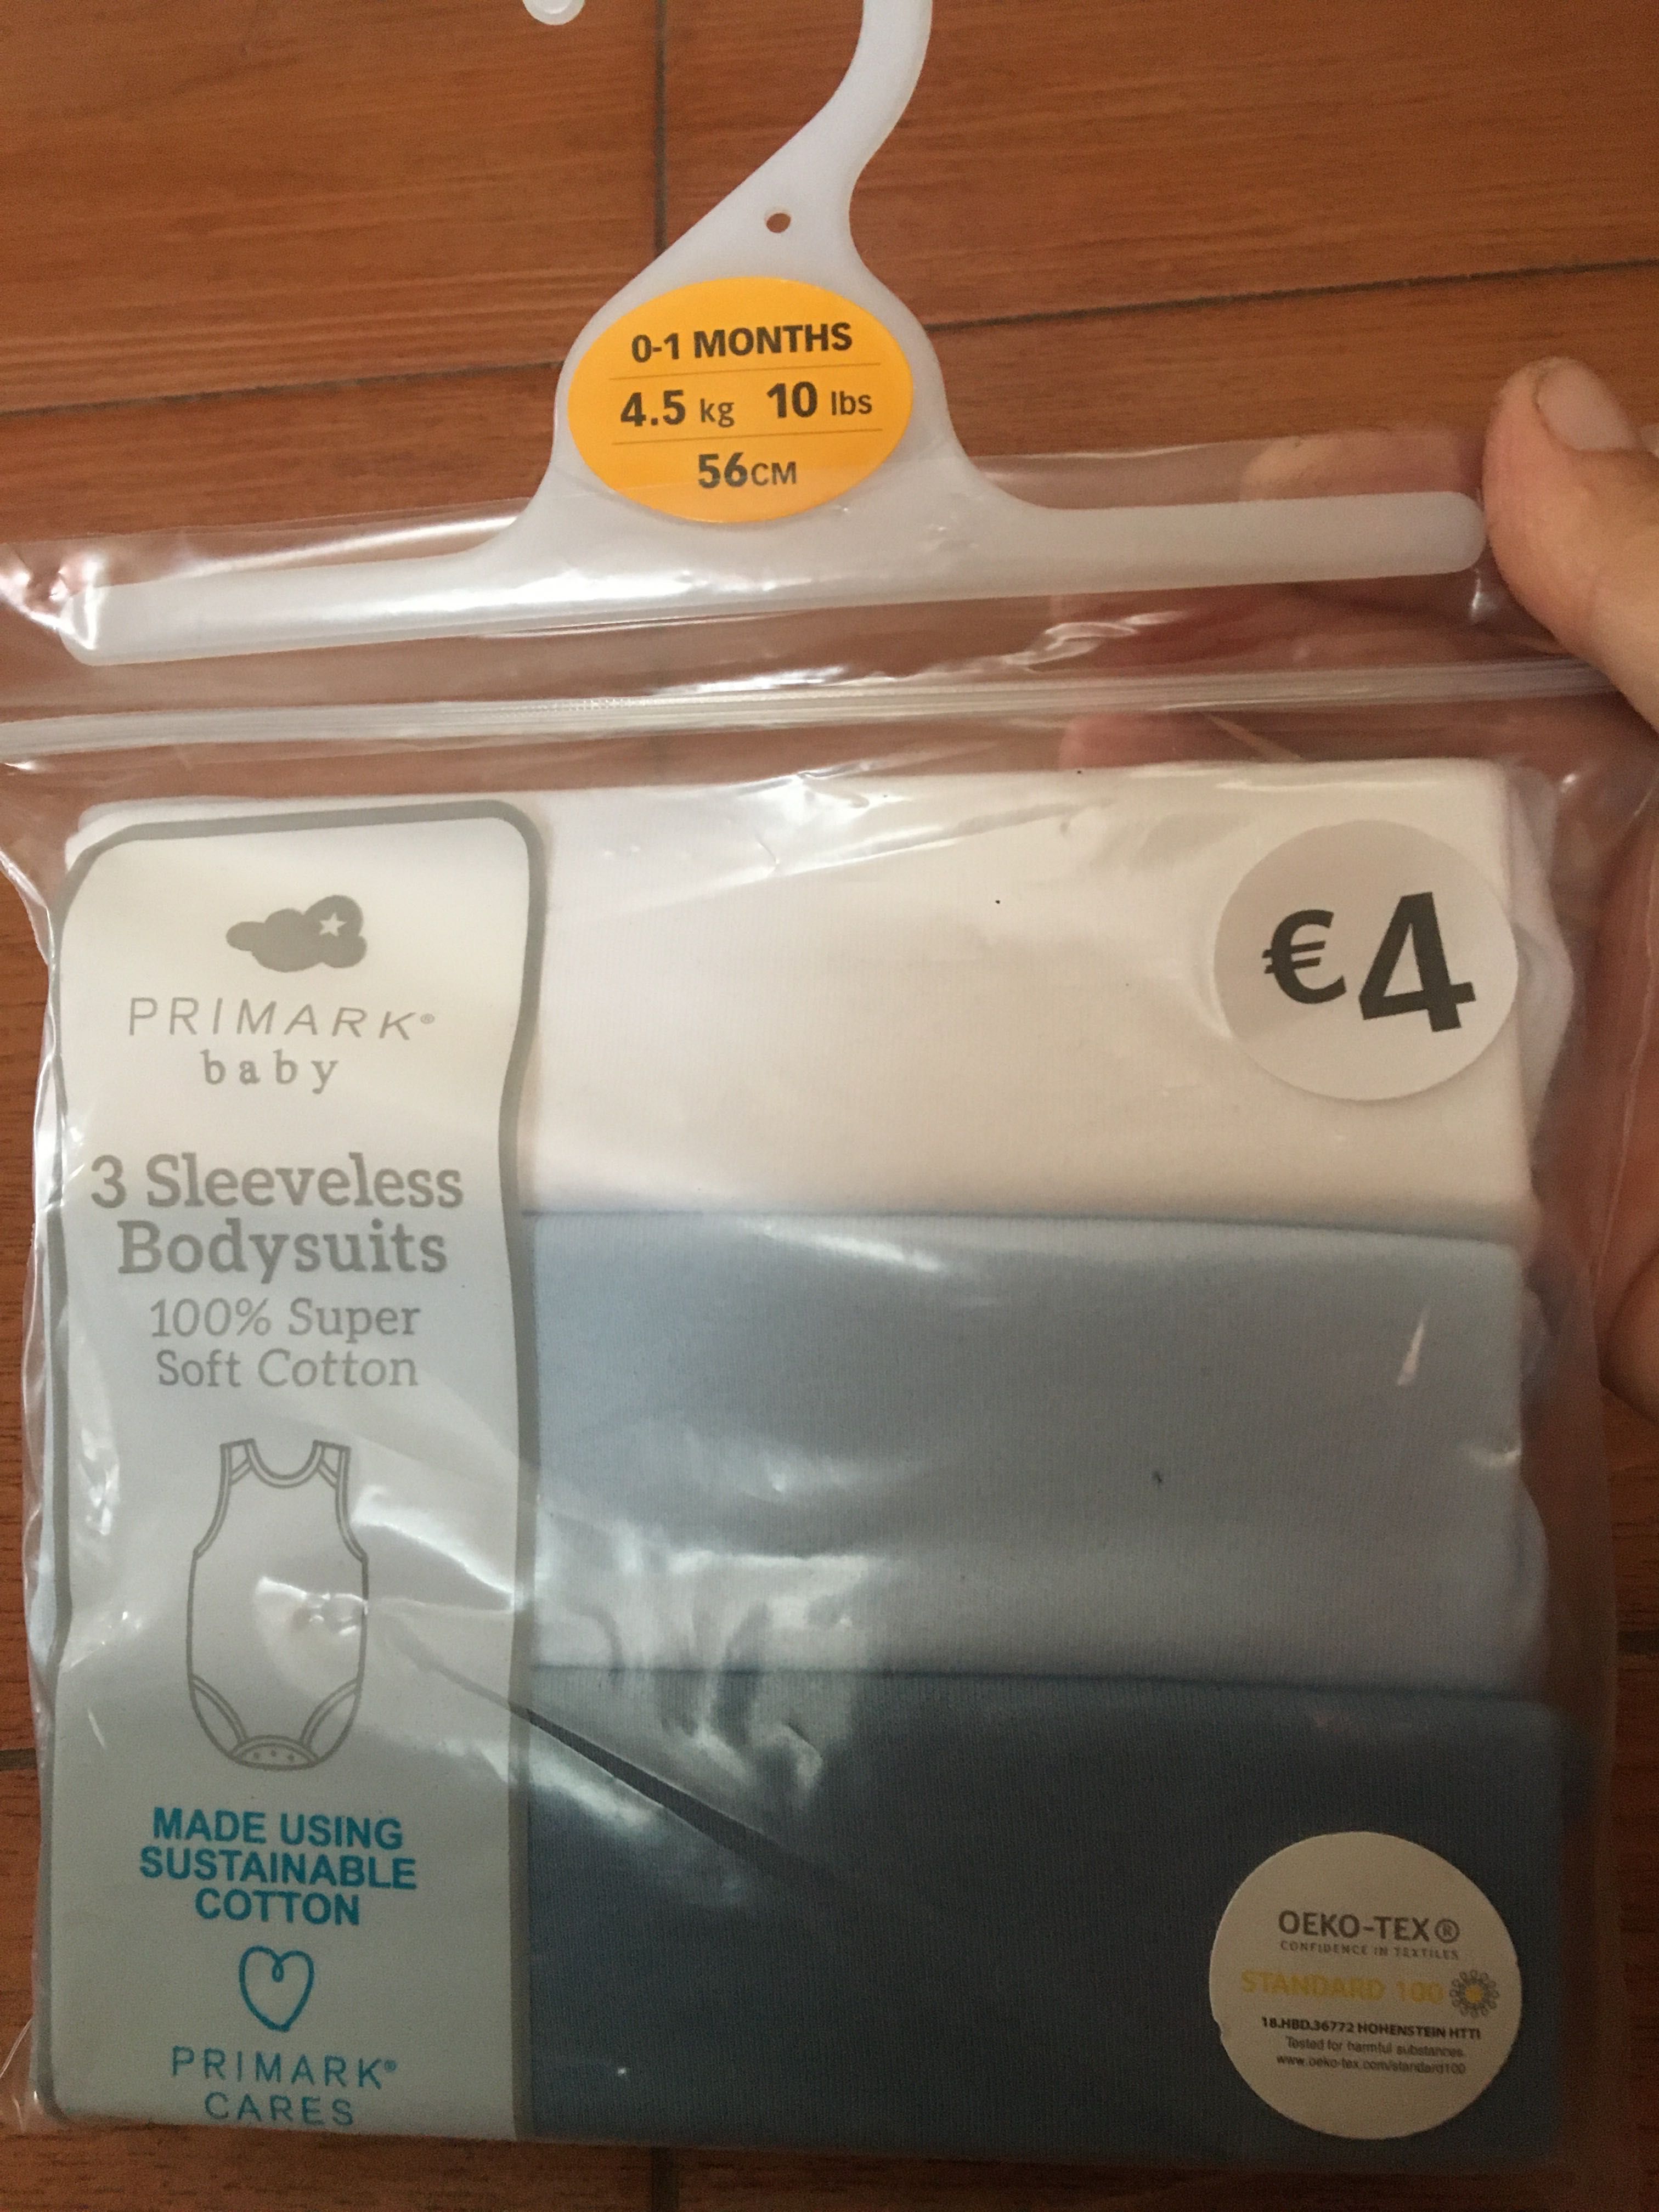 0-1 MONTHS
4.5 kg 10 lbs
56CM
€4
PRIMARK®
baby
3 Sleeveless
Bodysuits
100% Super
Soft Cotton
MADE USING
SUSTAINABLE
COTTON
PRIMARK®
CARES
OEKO-TEX®
CONFIDENCE IN TEXTILES
STANDARD 100
18.HBD.36772 HOHENSTEIN HTTI
Tested for harmful substances.
www.oeko-tex.com/standard100